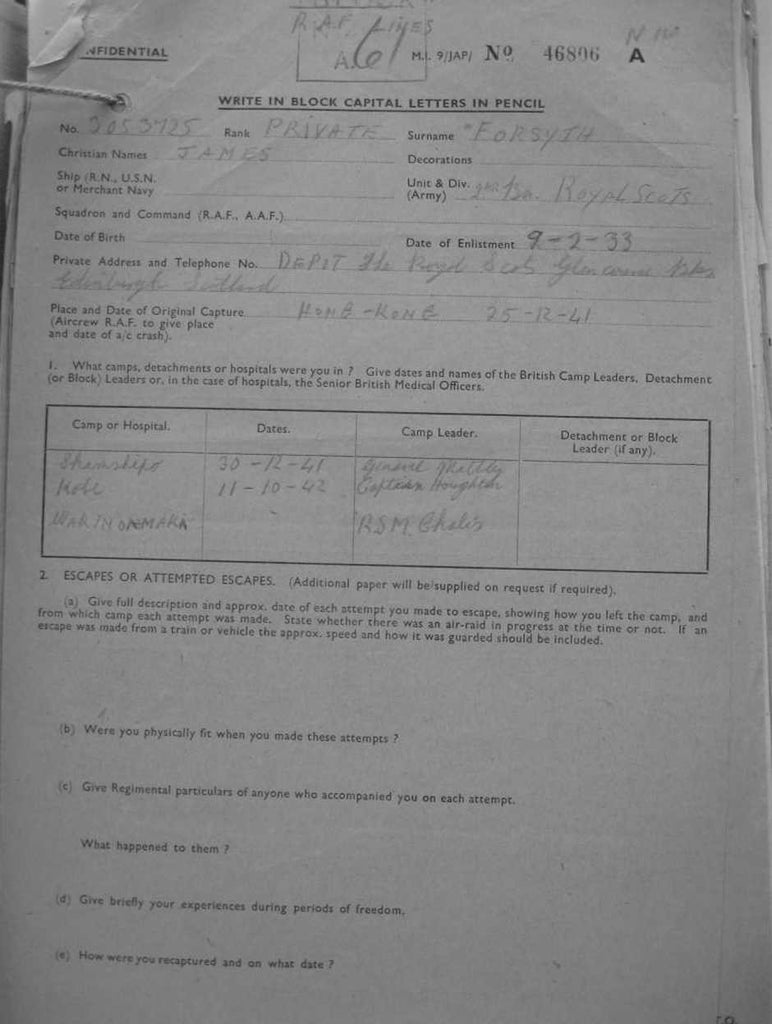 R.A.F. LINES
NFIDENTIAL
M.I. 9/JAP/ No 46896 A
WRITE IN BLOCK CAPITAL LETTERS IN PENCIL
No. 3053725 Rank PRIVATE Surname FORSYTH
Christian Names JAMES Decorations
Ship (R.N., U.S.N. or Merchant Navy
Unit & Div. (Army) 2nd Bn. ROYAL SCOTS
Squadron and Command (R.A.F., A.A.F.)
Date of Birth Date of Enlistment 9-2-33
Private Address and Telephone No. DEPOT The Royal Scots Glencorse Bks
Edinburgh Scotland
Place and Date of Original Capture HONG-KONG 25-12-41
(Aircrew R.A.F. to give place
and date of a/c crash).
1. What camps, detachments or hospitals were you in ? Give dates and names of the British Camp Leaders, Detachment
(or Block) Leaders or, in the case of hospitals, the Senior British Medical Officers.
Camp or Hospital. Dates. Camp Leader. Detachment or Block
Leader (if any).
Shamshipo 30-12-41 General Maltby
Kobe 11-10-42 Captain Houghton
WAKINOHAMA RSM Chalis
2. ESCAPES OR ATTEMPTED ESCAPES. (Additional paper will be supplied on request if required).
(a) Give full description and approx. date of each attempt you made to escape, showing how you left the camp, and
from which camp each attempt was made. State whether there was an air-raid in progress at the time or not. If an
escape was made from a train or vehicle the approx. speed and how it was guarded should be included.
(b) Were you physically fit when you made these attempts ?
(c) Give Regimental particulars of anyone who accompanied you on each attempt.
What happened to them ?
(d) Give briefly your experiences during periods of freedom.
(e) How were you recaptured and on what date ?